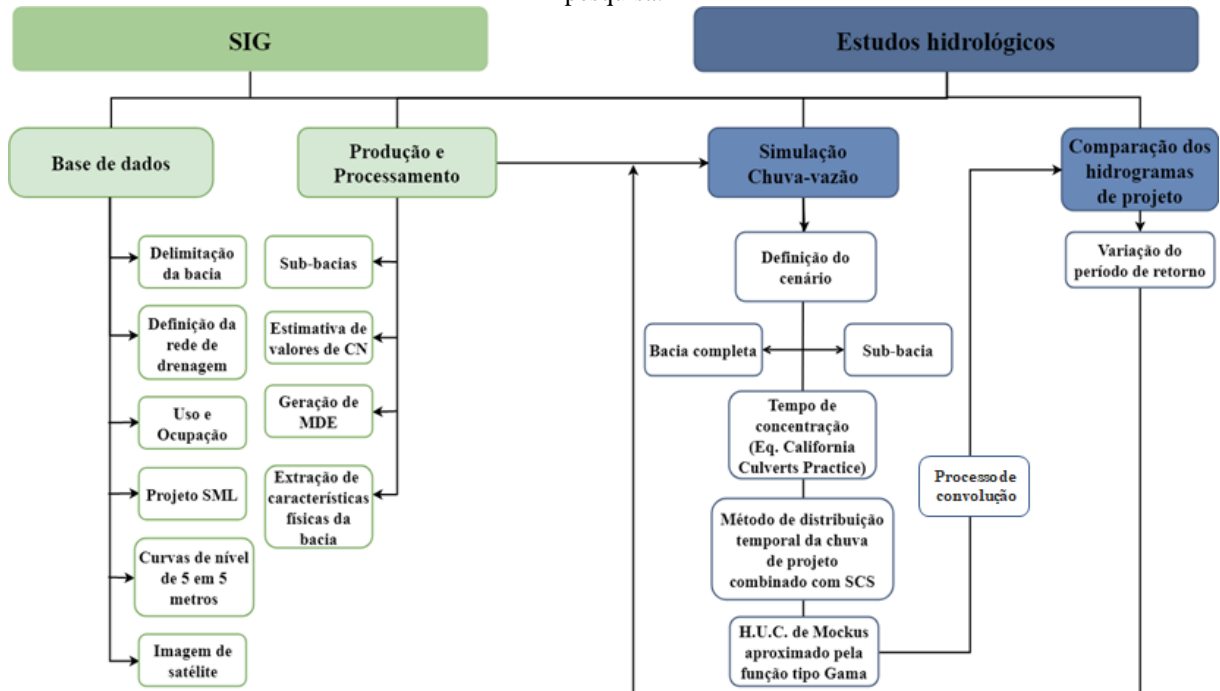 pesquisa.
SIG
Estudos hidrológicos
Base de dados
Produção e
Processamento
Simulação
Chuva-vazão
Comparação dos
hidrogramas
de projeto
Delimitação
da bacia
Definição da
rede de
drenagem
Uso e
Ocupação
Projeto SML
Curvas de nível
de 5 em 5
metros
Imagem de
satélite
Sub-bacias
Estimativa de
valores de CN
Geração de
MDE
Extração de
características
físicas da
bacia
Definição do
cenário
Bacia completa
Sub-bacia
Tempo de
concentração
(Eq. California
Culverts Practice)
Método de distribuição
temporal da chuva
de projeto
combinado com SCS
H.U.C. de Mockus
aproximado pela
função tipo Gama
Processo de
convolução
Variação do
período de retorno